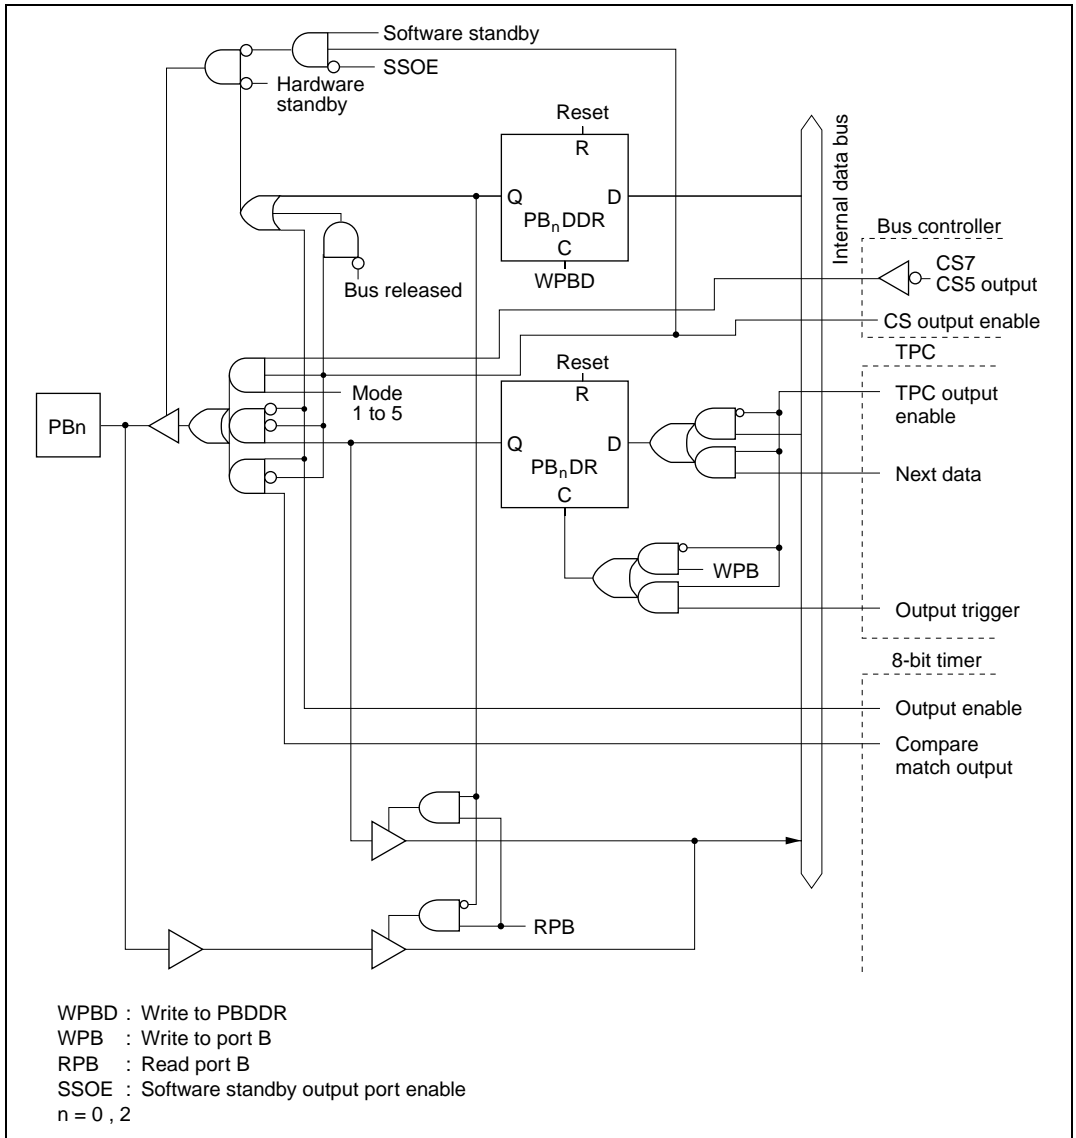 Software standby
SSOE
Hardware
standby
Reset
R
Q
D
PBnDDR
C
WPBD
Internal data bus
Bus controller
CS7
CS5 output
CS output enable
Bus released
TPC
Reset
R
Mode
1 to 5
TPC output
enable
PBn
Q
D
PBnDR
C
Next data
WPB
Output trigger
8-bit timer
Output enable
Compare
match output
RPB
WPBD : Write to PBDDR
WPB : Write to port B
RPB : Read port B
SSOE : Software standby output port enable
n = 0 , 2